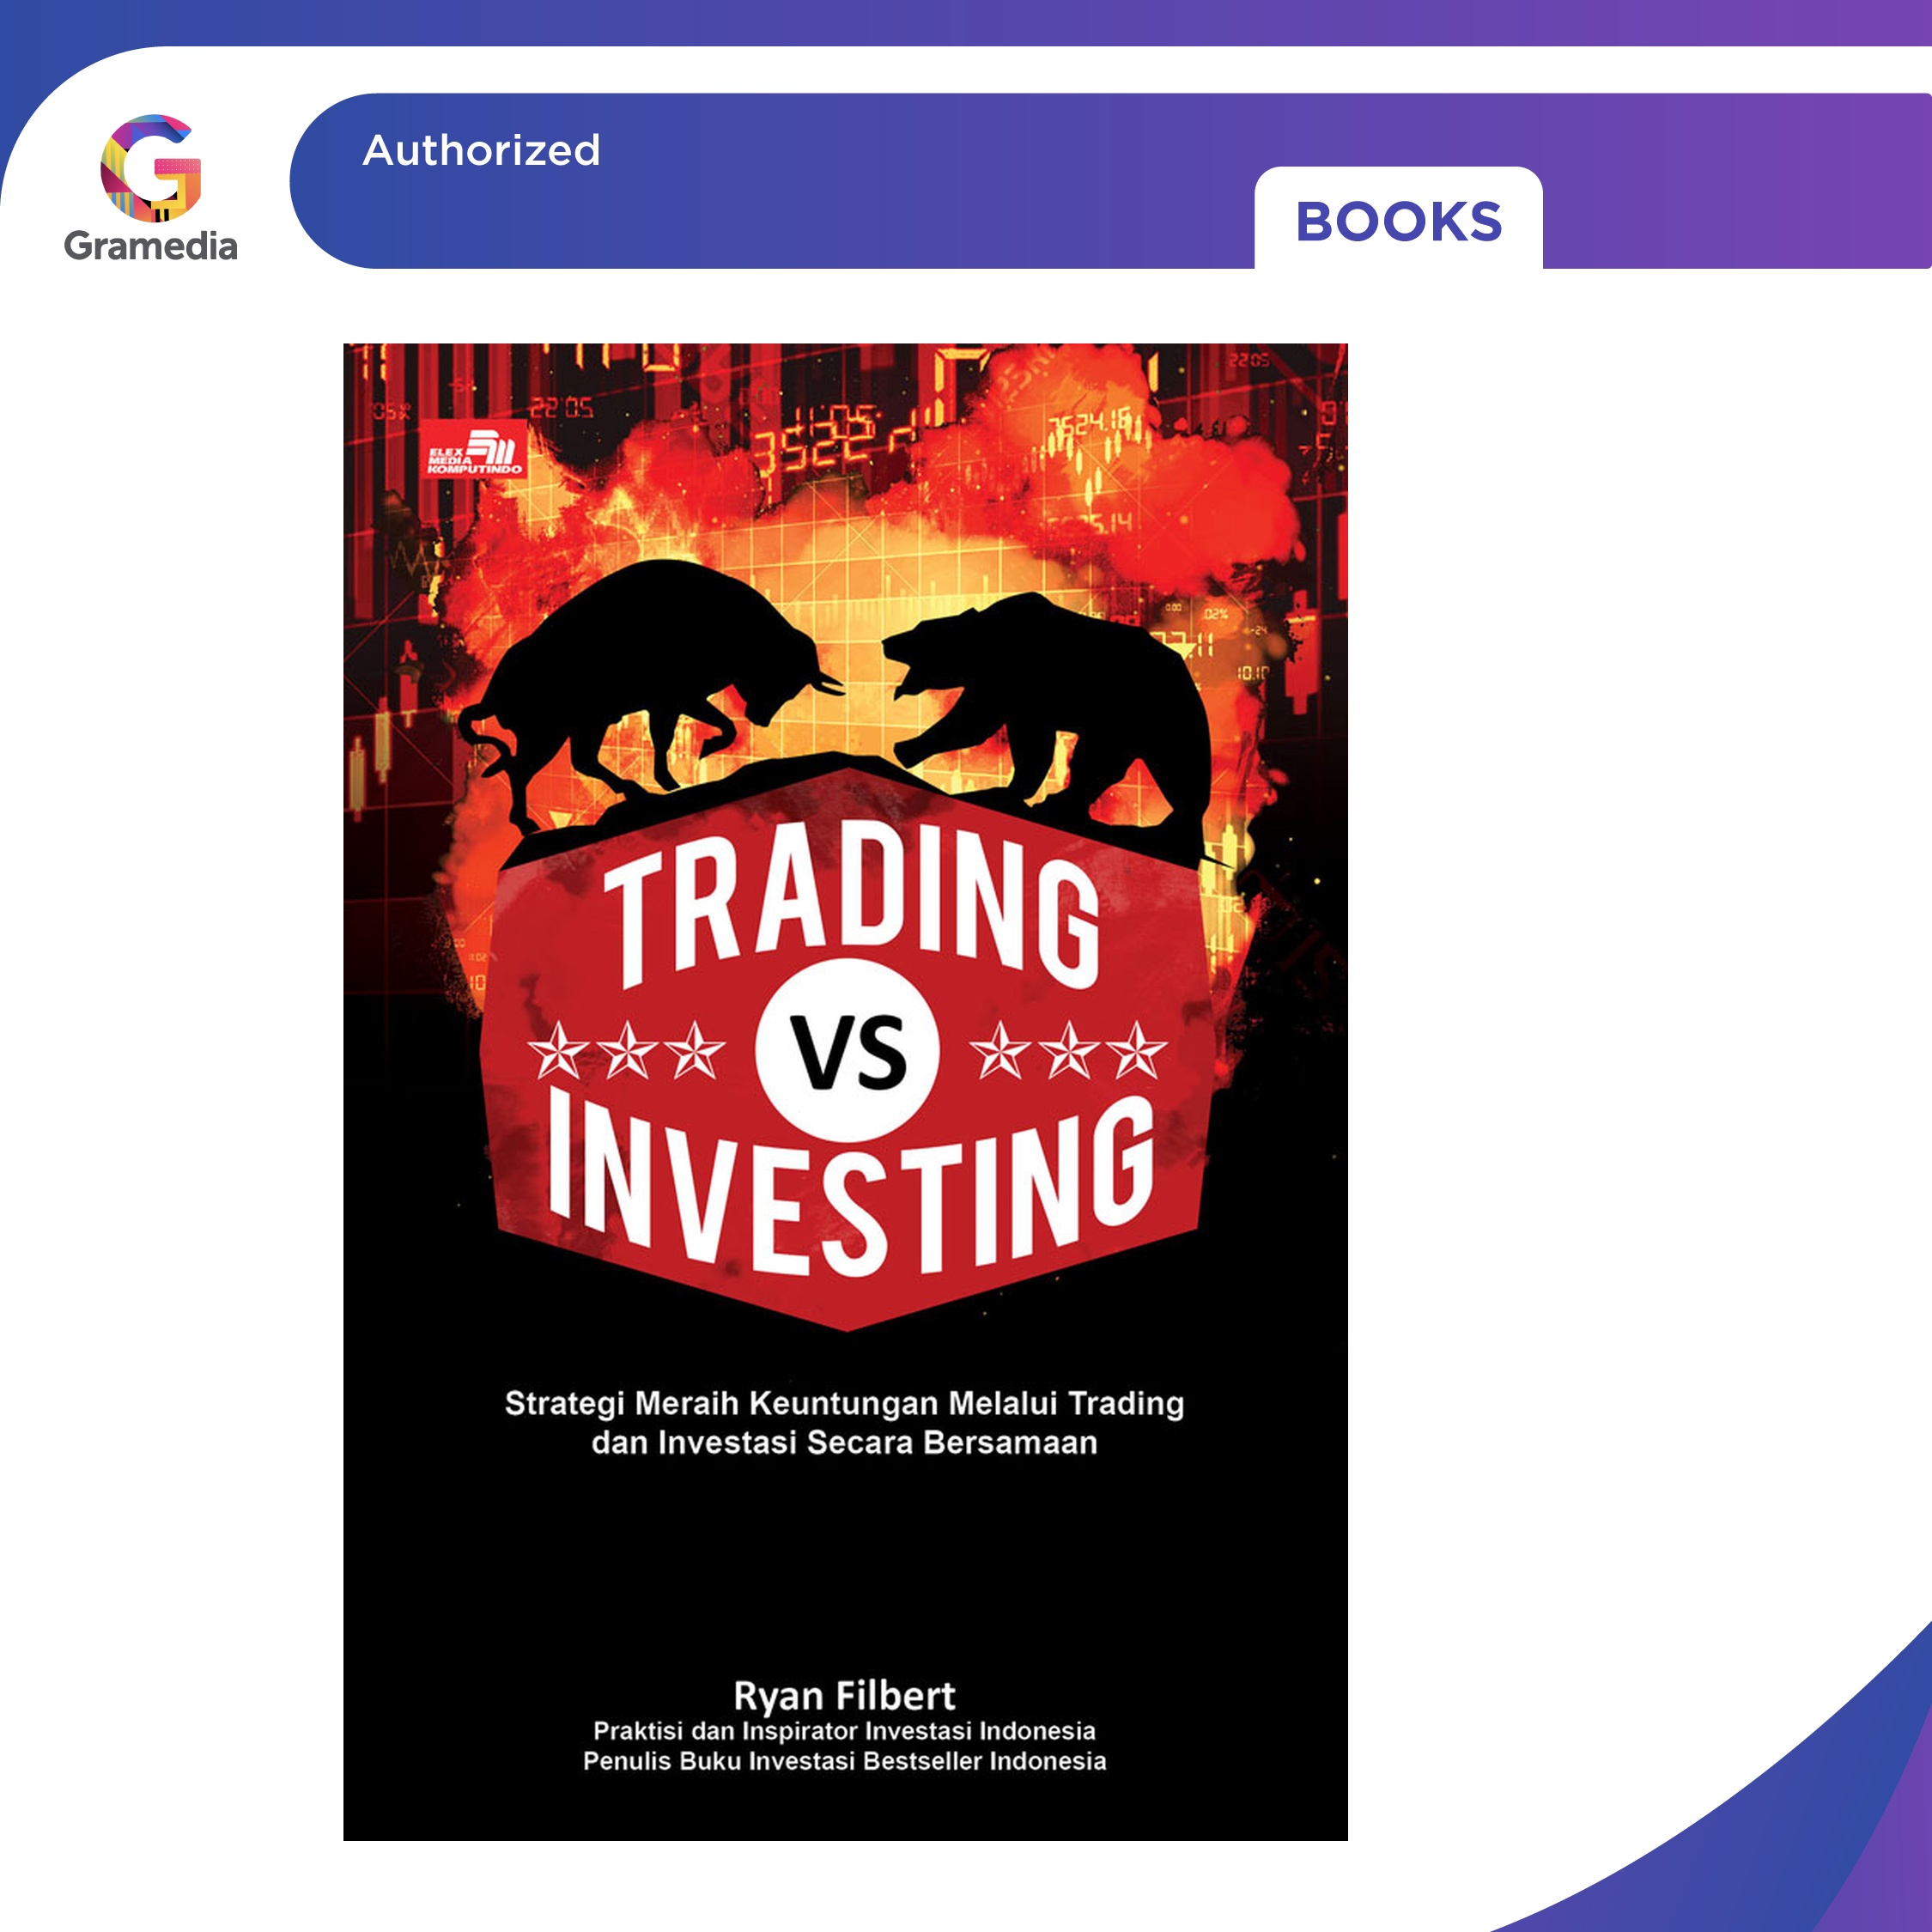 Authorized
Gramedia
BOOKS
ELEX
MEDIA
KOMPUTINDO
TRADING
VS
INVESTING
Strategi Meraih Keuntungan Melalui Trading
dan Investasi Secara Bersamaan
Ryan Filbert
Praktisi dan Inspirator Investasi Indonesia
Penulis Buku Investasi Bestseller Indonesia